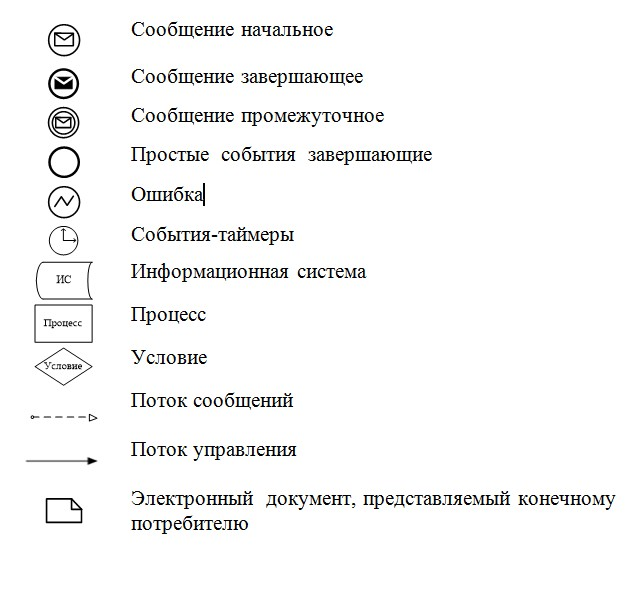 Сообщение начальное
Сообщение завершающее
Сообщение промежуточное
Простые события завершающие
Ошибка
События-таймеры
ИС
Информационная система
Процесс
Процесс
Условие
Условие
Поток сообщений
Поток управления
Электронный документ, представляемый конечному
потребителю